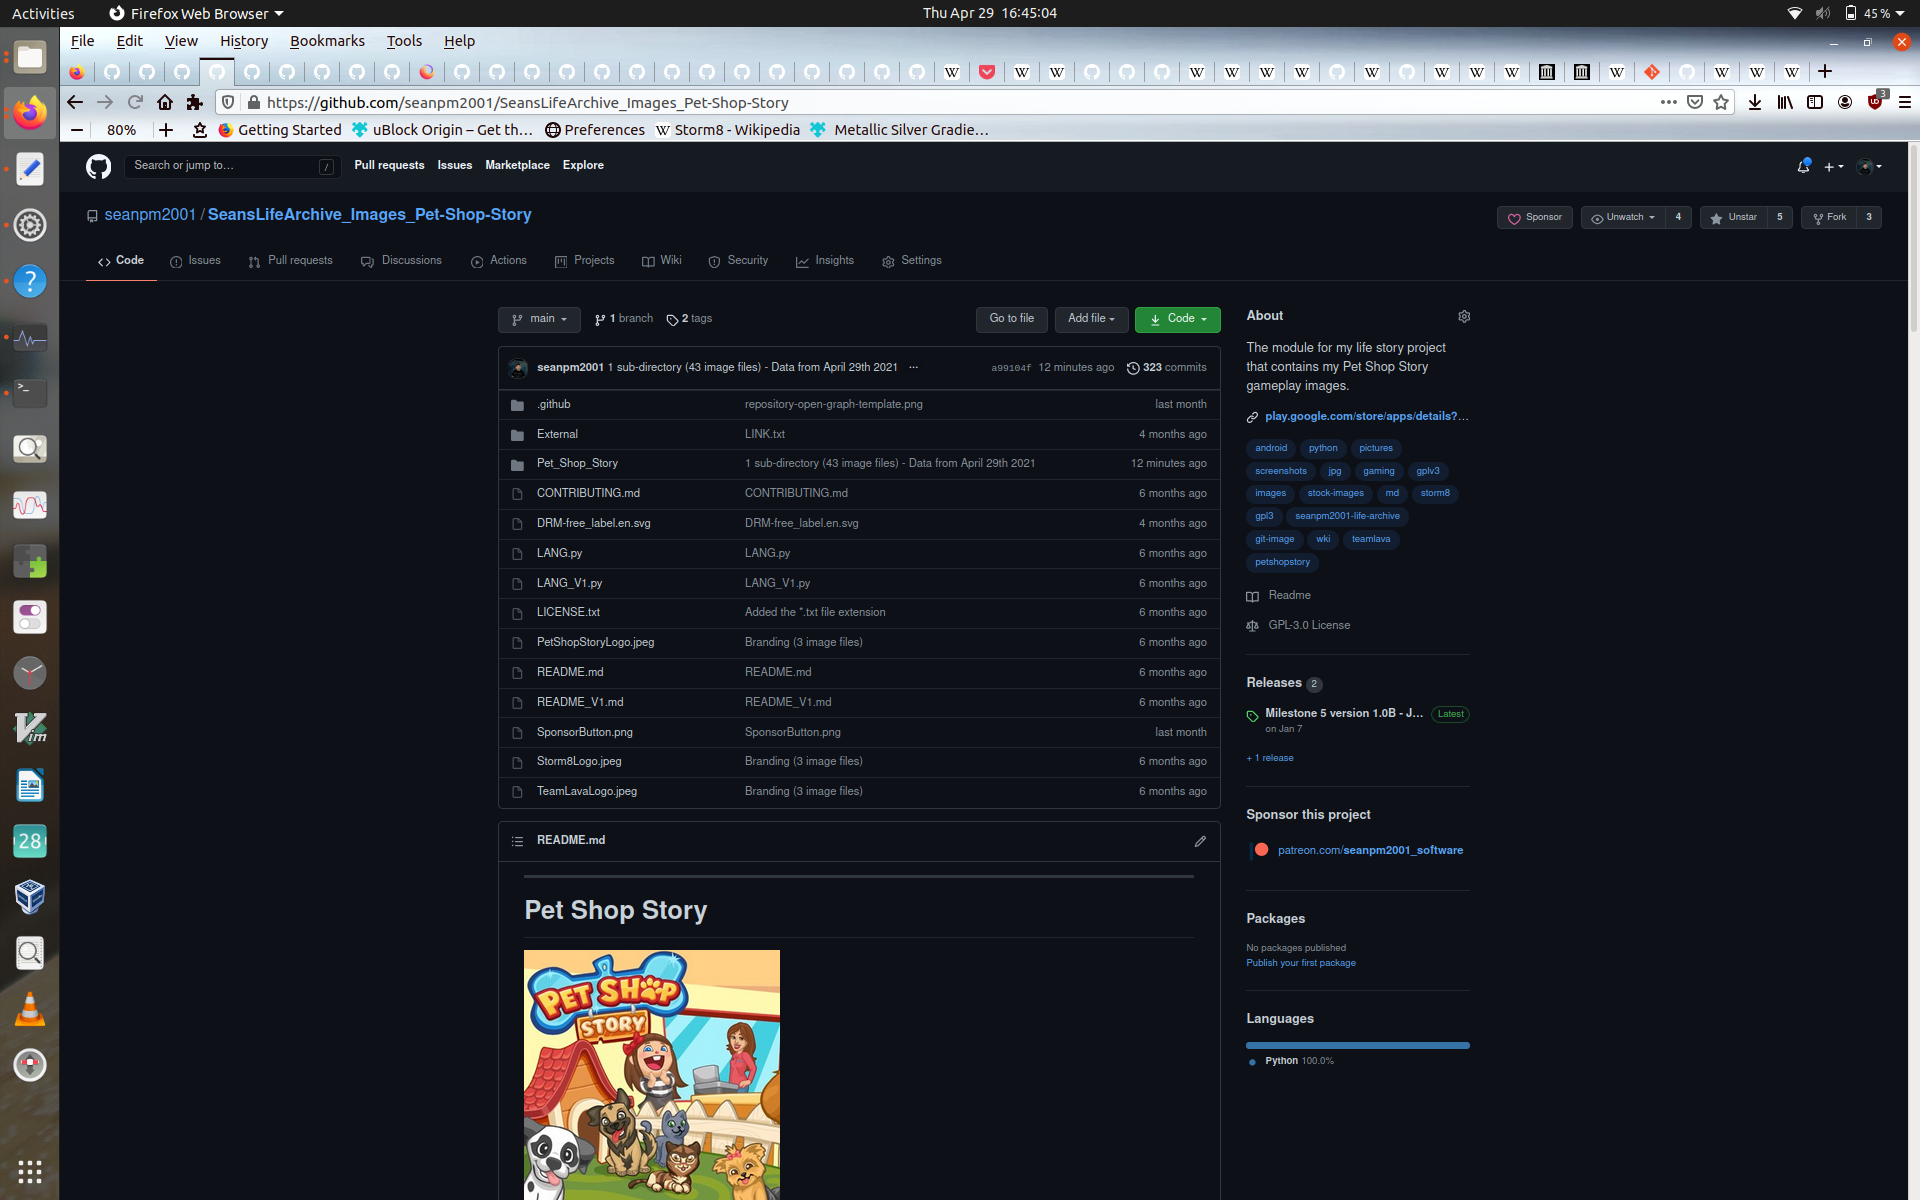 Activities Firefox Web Browser Thu Apr 29 16:45:04 45 %
File Edit View History Bookmarks Tools Help
https://github.com/seanpm2001/SeansLifeArchive_Images_Pet-Shop-Story 3
80% Getting Started uBlock Origin – Get th… Preferences Storm8 - Wikipedia Metallic Silver Gradie…
Search or jump to… / Pull requests Issues Marketplace Explore
seanpm2001 / SeansLifeArchive_Images_Pet-Shop-Story Sponsor Unwatch 4 Unstar 5 Fork 3
Code Issues Pull requests Discussions Actions Projects Wiki Security Insights Settings
main 1 branch 2 tags Go to file Add file Code
seanpm2001 1 sub-directory (43 image files) - Data from April 29th 2021 ... a99104f 12 minutes ago 323 commits
.github repository-open-graph-template.png last month
External LINK.txt 4 months ago
Pet_Shop_Story 1 sub-directory (43 image files) - Data from April 29th 2021 12 minutes ago
CONTRIBUTING.md CONTRIBUTING.md 6 months ago
DRM-free_label.en.svg DRM-free_label.en.svg 4 months ago
LANG.py LANG.py 6 months ago
LANG_V1.py LANG_V1.py 6 months ago
LICENSE.txt Added the *.txt file extension 6 months ago
PetShopStoryLogo.jpeg Branding (3 image files) 6 months ago
README.md README.md 6 months ago
README_V1.md README_V1.md 6 months ago
SponsorButton.png SponsorButton.png last month
Storm8Logo.jpeg Branding (3 image files) 6 months ago
TeamLavaLogo.jpeg Branding (3 image files) 6 months ago
README.md
Pet Shop Story
PET SHOP
STORY
About
The module for my life story project
that contains my Pet Shop Story
gameplay images.
play.google.com/store/apps/details?…
android python pictures
screenshots jpg gaming gplv3
images stock-images md storm8
gpl3 seanpm2001-life-archive
git-image wki teamlava
petshopstory
Readme
GPL-3.0 License
Releases 2
Milestone 5 version 1.0B - J… Latest
on Jan 7
+ 1 release
Sponsor this project
patreon.com/seanpm2001_software
Packages
No packages published
Publish your first package
Languages
Python 100.0%
>_
?
Vim
28